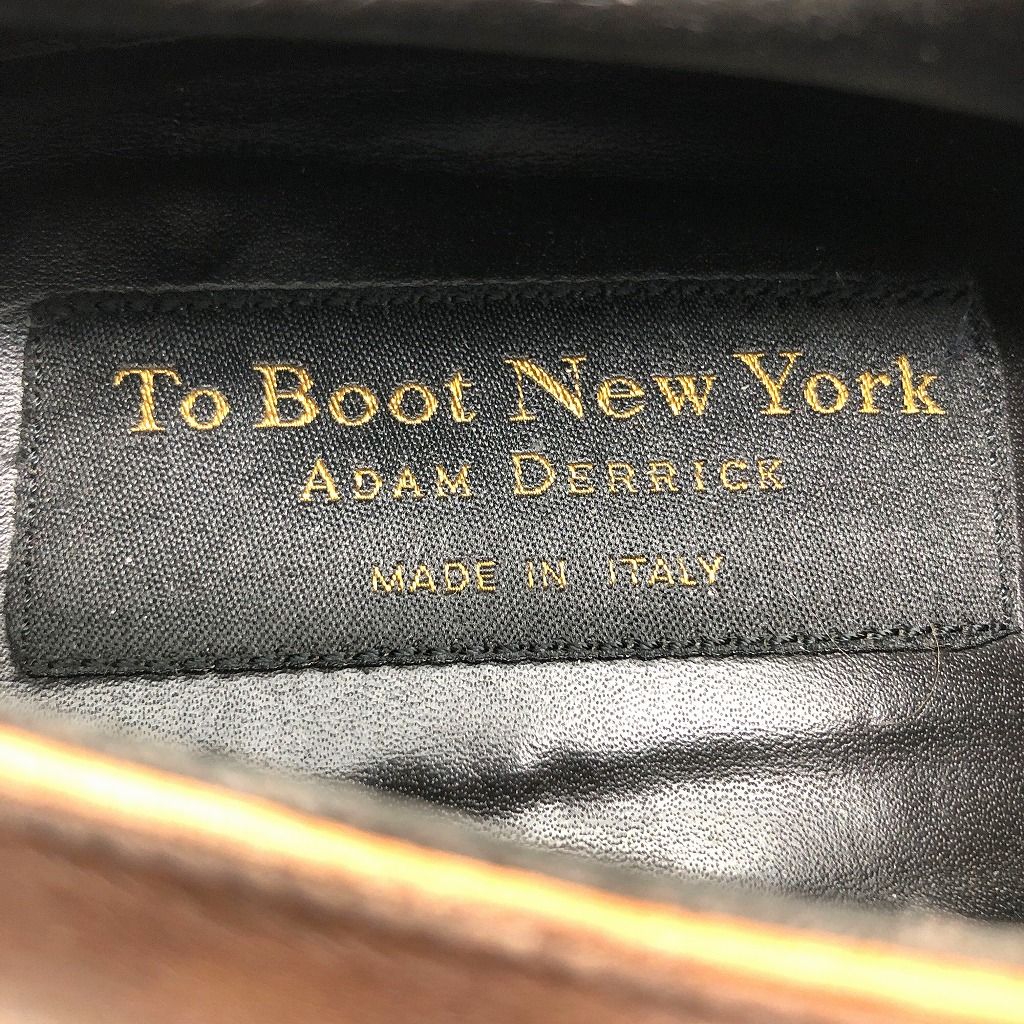 To Boot New York
ADAM DERRICK
MADE IN ITALY